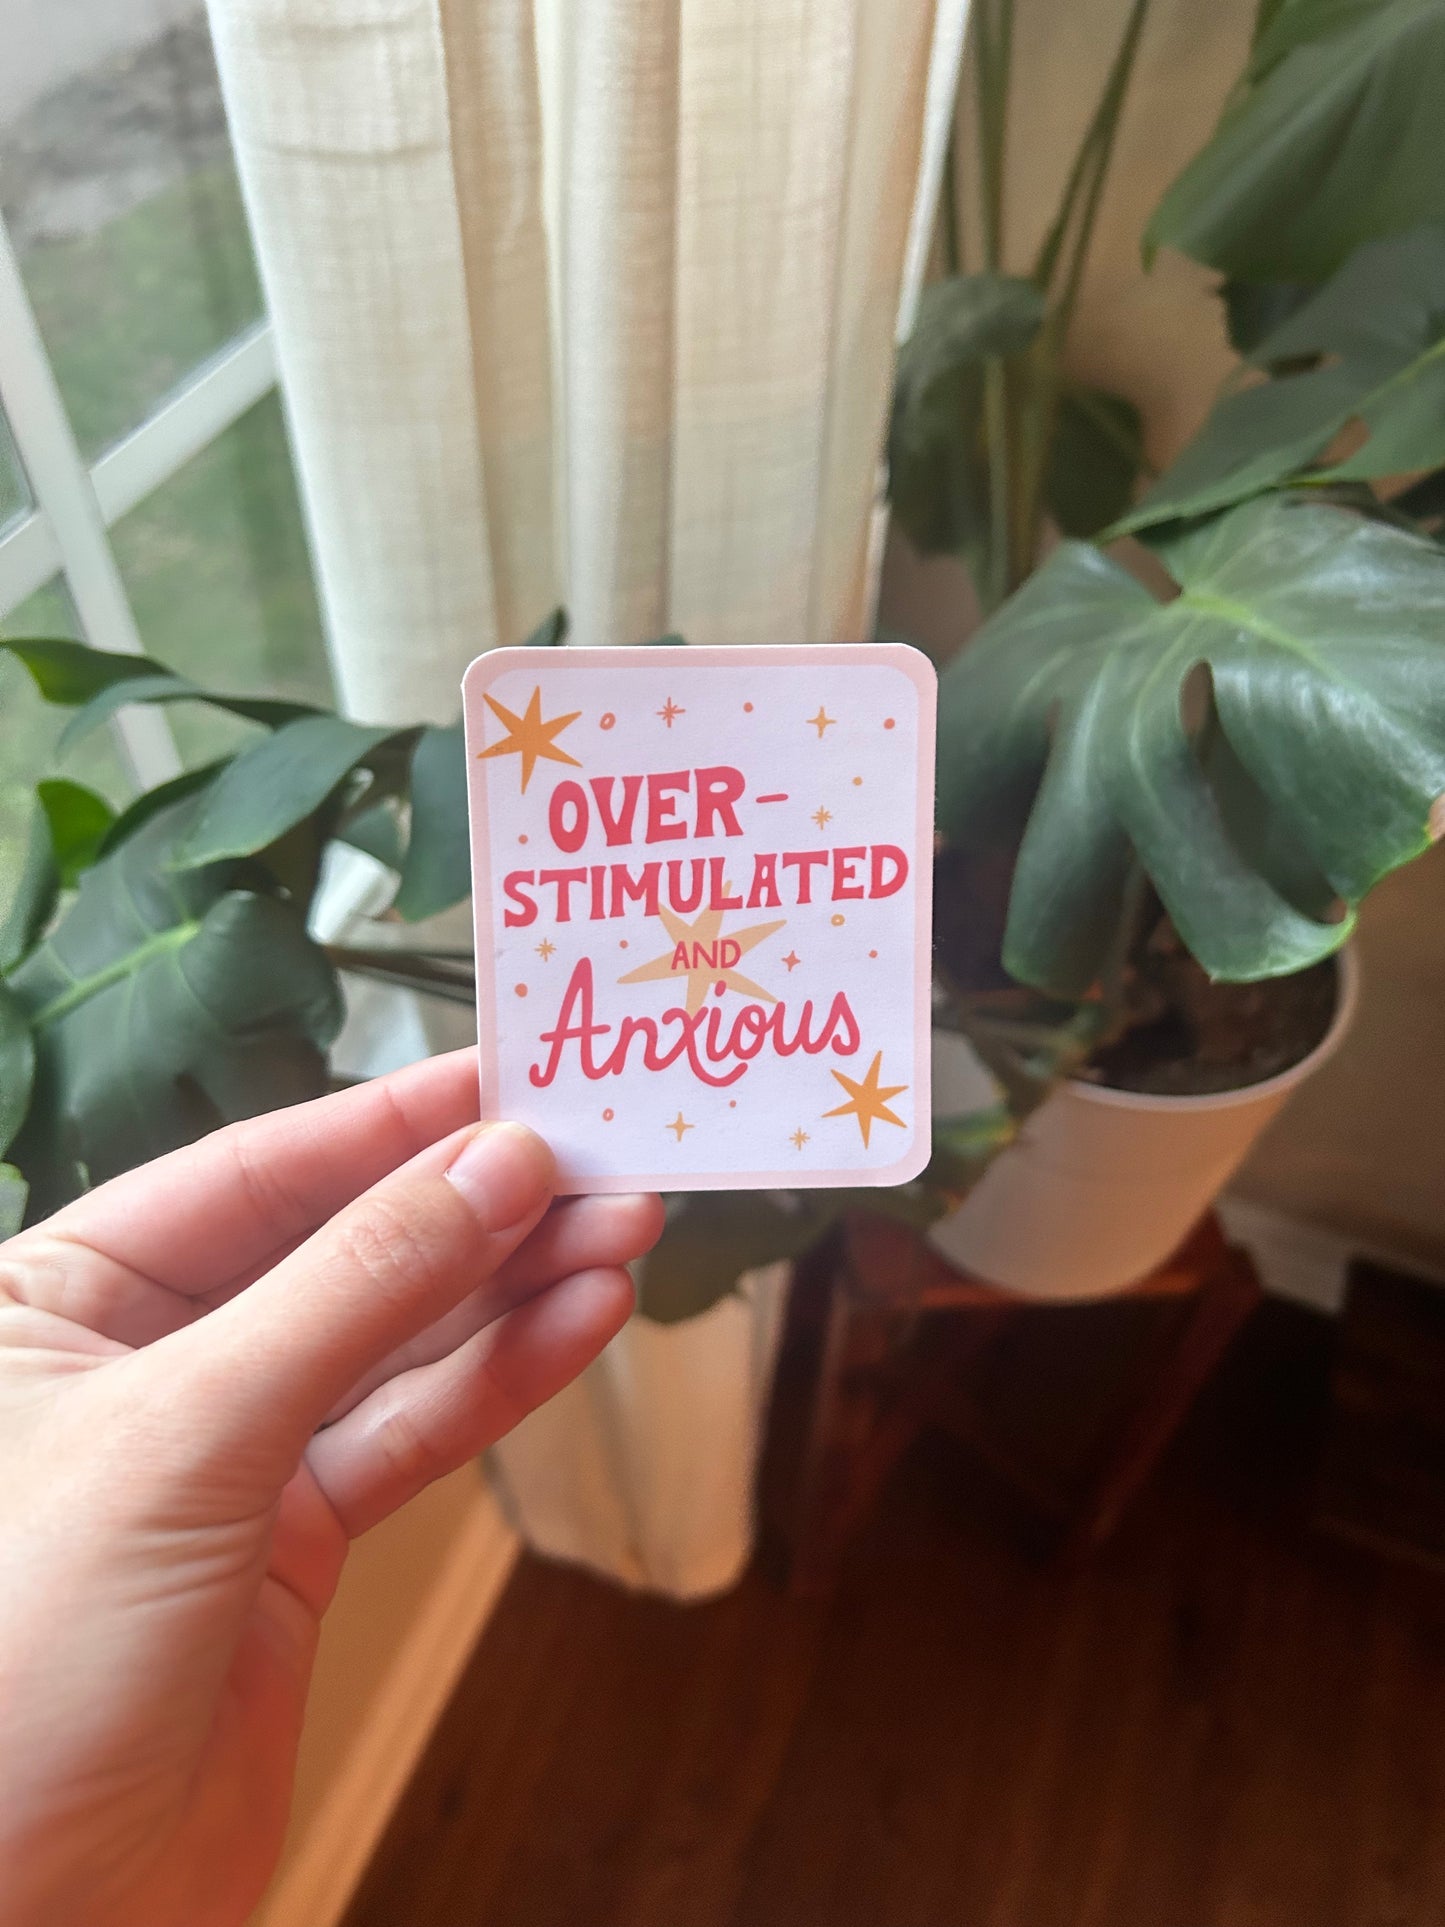 OVER-
STIMULATED
AND
Anxious